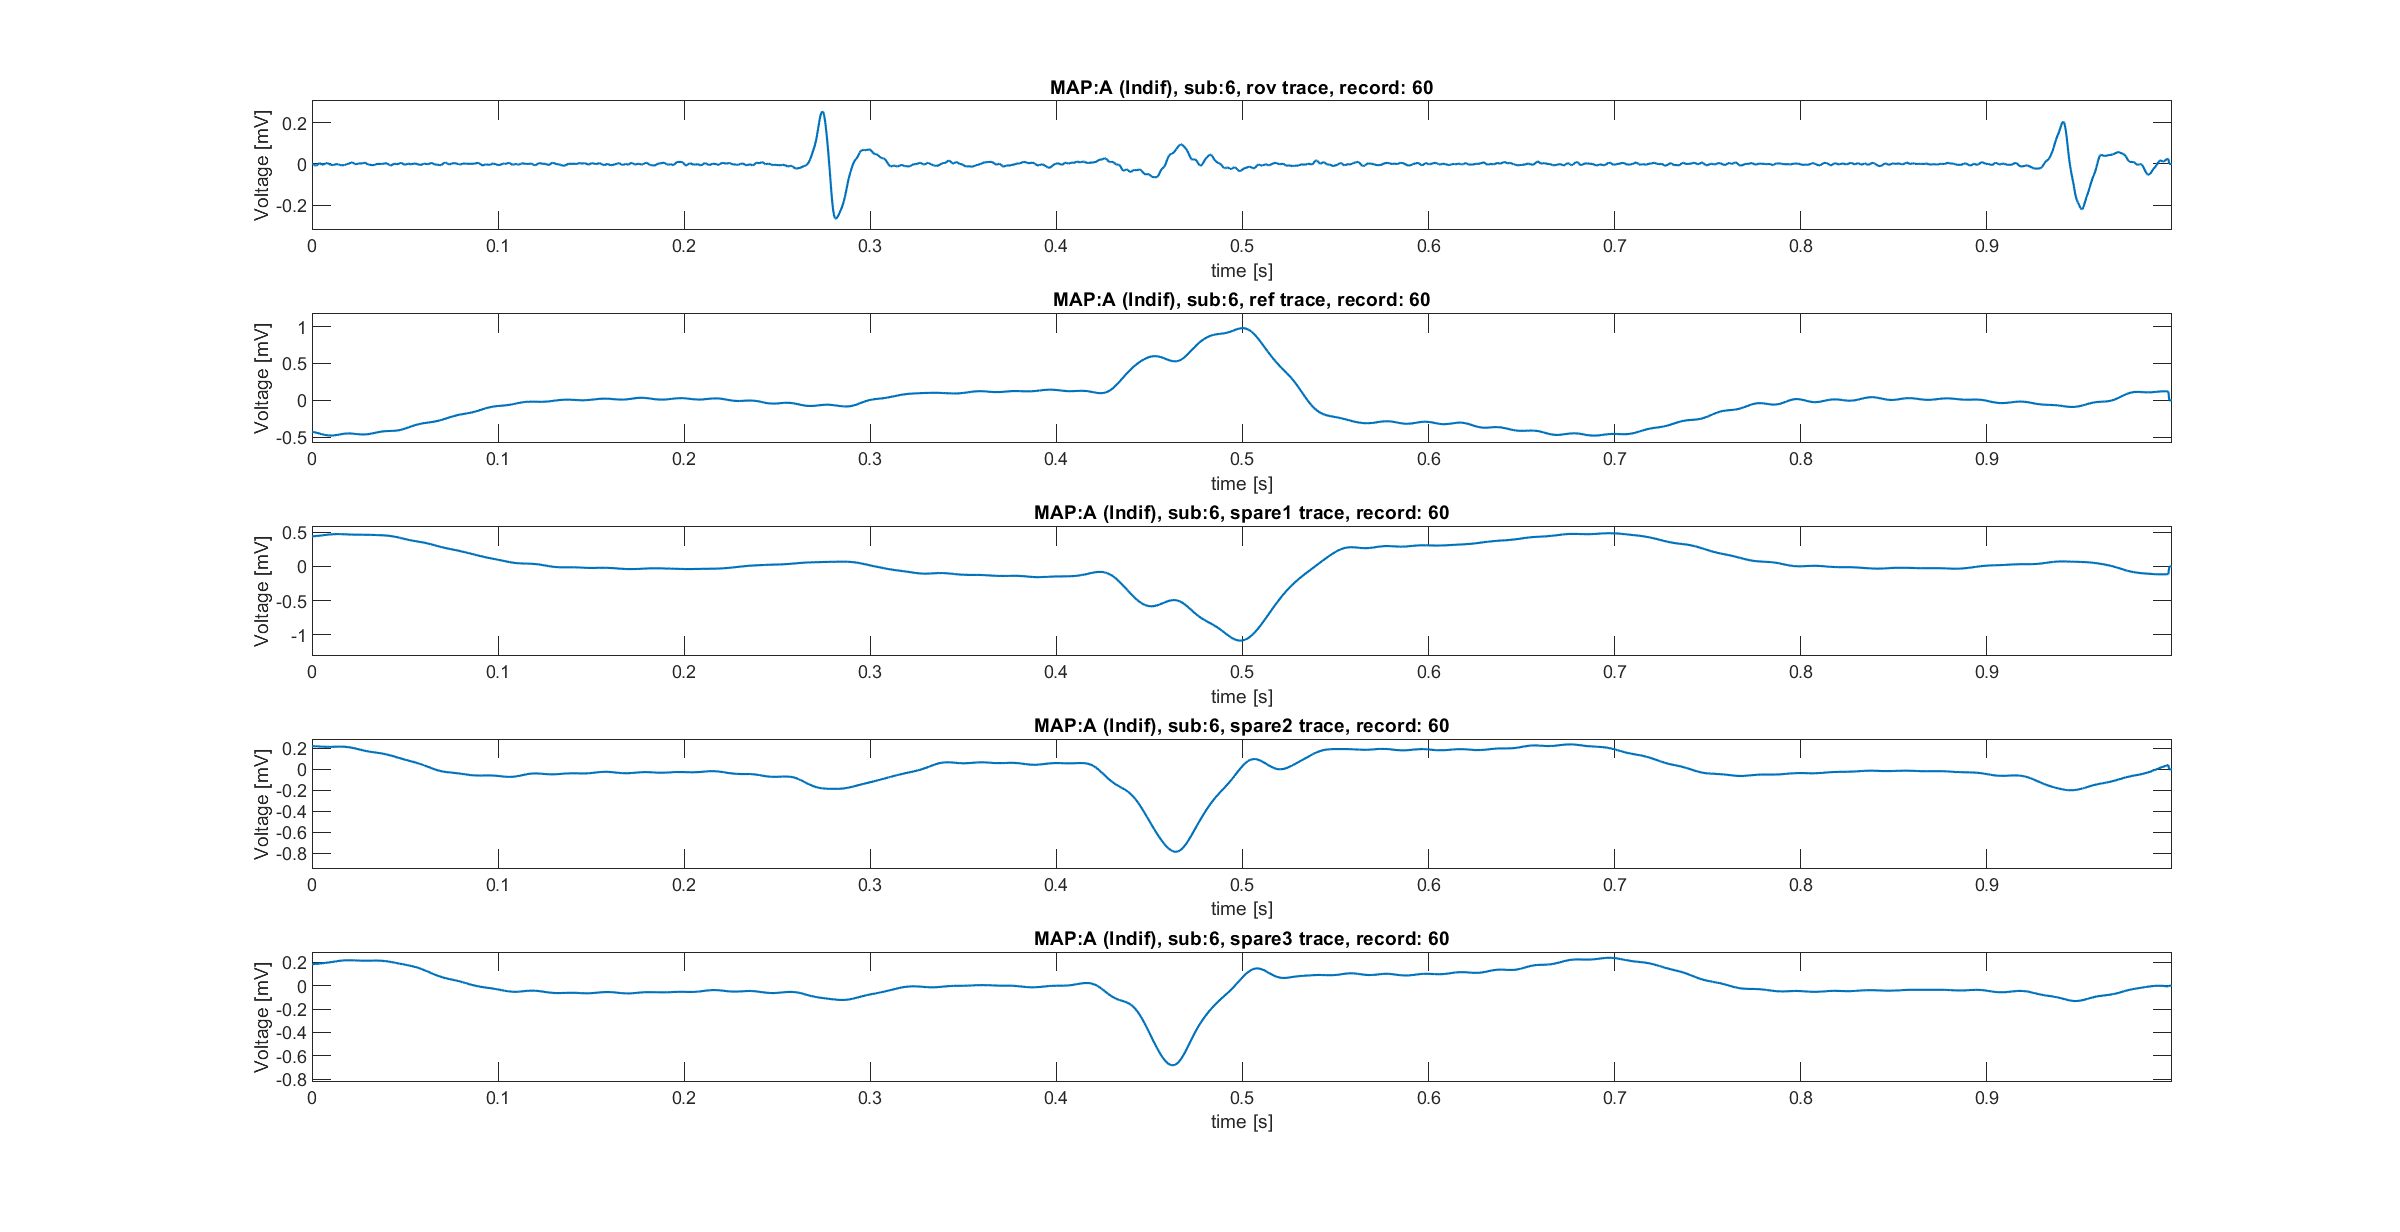 MAP:A (Indif), sub:6, rov trace, record: 60
Voltage [mV]
0.2
0
-0.2
0 0.1 0.2 0.3 0.4 0.5 0.6 0.7 0.8 0.9
time [s]
MAP:A (Indif), sub:6, ref trace, record: 60
Voltage [mV]
1
0.5
0
-0.5
0 0.1 0.2 0.3 0.4 0.5 0.6 0.7 0.8 0.9
time [s]
MAP:A (Indif), sub:6, spare1 trace, record: 60
Voltage [mV]
0.5
0
-0.5
-1
0 0.1 0.2 0.3 0.4 0.5 0.6 0.7 0.8 0.9
time [s]
MAP:A (Indif), sub:6, spare2 trace, record: 60
Voltage [mV]
0.2
0
-0.2
-0.4
-0.6
-0.8
0 0.1 0.2 0.3 0.4 0.5 0.6 0.7 0.8 0.9
time [s]
MAP:A (Indif), sub:6, spare3 trace, record: 60
Voltage [mV]
0.2
0
-0.2
-0.4
-0.6
-0.8
0 0.1 0.2 0.3 0.4 0.5 0.6 0.7 0.8 0.9
time [s]